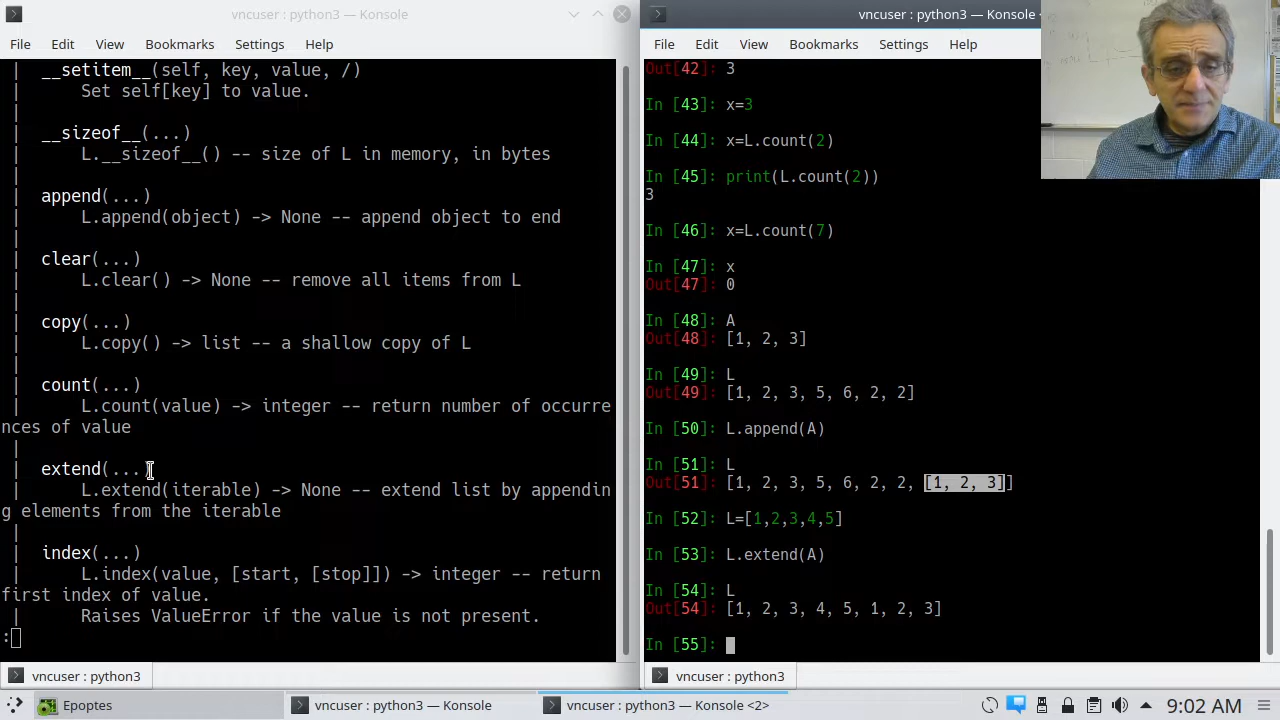 vncuser : python3 — Konsole
File Edit View Bookmarks Settings Help
| __setitem__(self, key, value, /)
|     Set self[key] to value.
|
| __sizeof__(...)
|     L.__sizeof__() -- size of L in memory, in bytes
|
| append(...)
|     L.append(object) -> None -- append object to end
|
| clear(...)
|     L.clear() -> None -- remove all items from L
|
| copy(...)
|     L.copy() -> list -- a shallow copy of L
|
| count(...)
|     L.count(value) -> integer -- return number of occurre
nces of value
|
| extend(...)
|     L.extend(iterable) -> None -- extend list by appendin
g elements from the iterable
|
| index(...)
|     L.index(value, [start, [stop]]) -> integer -- return
first index of value.
|     Raises ValueError if the value is not present.
:
vncuser : python3
vncuser : python3 — Konsole
File Edit View Bookmarks Settings Help
Out[42]: 3
In [43]: x=3
In [44]: x=L.count(2)
In [45]: print(L.count(2))
3
In [46]: x=L.count(7)
In [47]: x
Out[47]: 0
In [48]: A
Out[48]: [1, 2, 3]
In [49]: L
Out[49]: [1, 2, 3, 5, 6, 2, 2]
In [50]: L.append(A)
In [51]: L
Out[51]: [1, 2, 3, 5, 6, 2, 2, [1, 2, 3]]
In [52]: L=[1,2,3,4,5]
In [53]: L.extend(A)
In [54]: L
Out[54]: [1, 2, 3, 4, 5, 1, 2, 3]
In [55]:
vncuser : python3
Epoptes
vncuser : python3 — Konsole
vncuser : python3 — Konsole <2>
9:02 AM